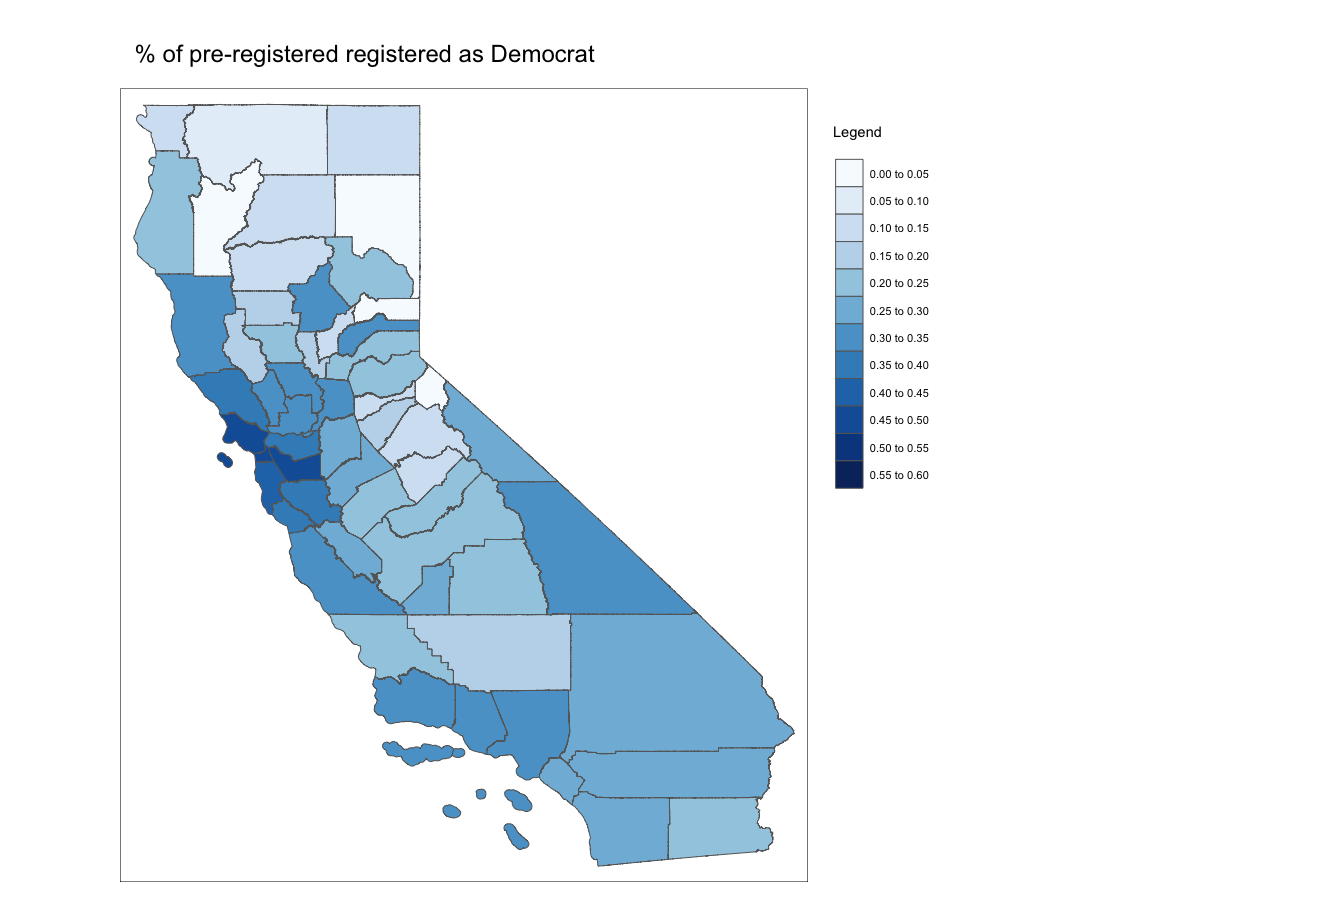 % of pre-registered registered as Democrat
Legend
0.00 to 0.05
0.05 to 0.10
0.10 to 0.15
0.15 to 0.20
0.20 to 0.25
0.25 to 0.30
0.30 to 0.35
0.35 to 0.40
0.40 to 0.45
0.45 to 0.50
0.50 to 0.55
0.55 to 0.60